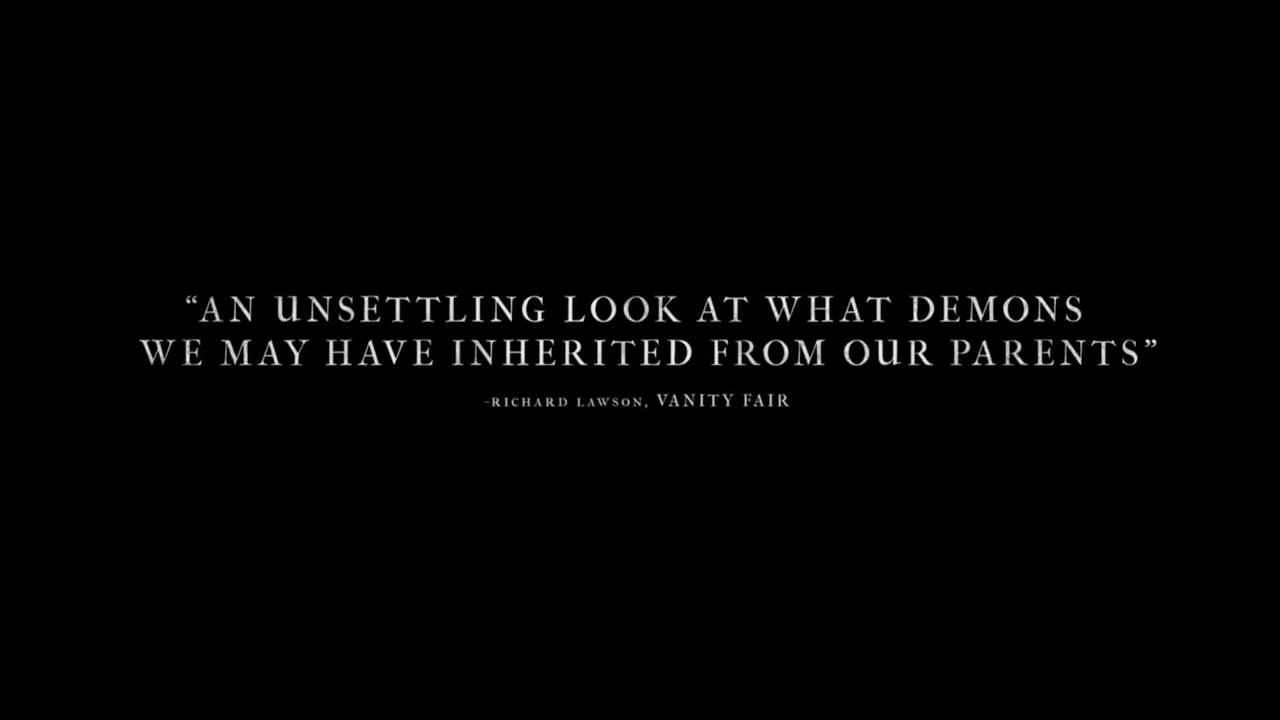 “AN UNSETTLING LOOK AT WHAT DEMONS
WE MAY HAVE INHERITED FROM OUR PARENTS”
-RICHARD LAWSON, VANITY FAIR